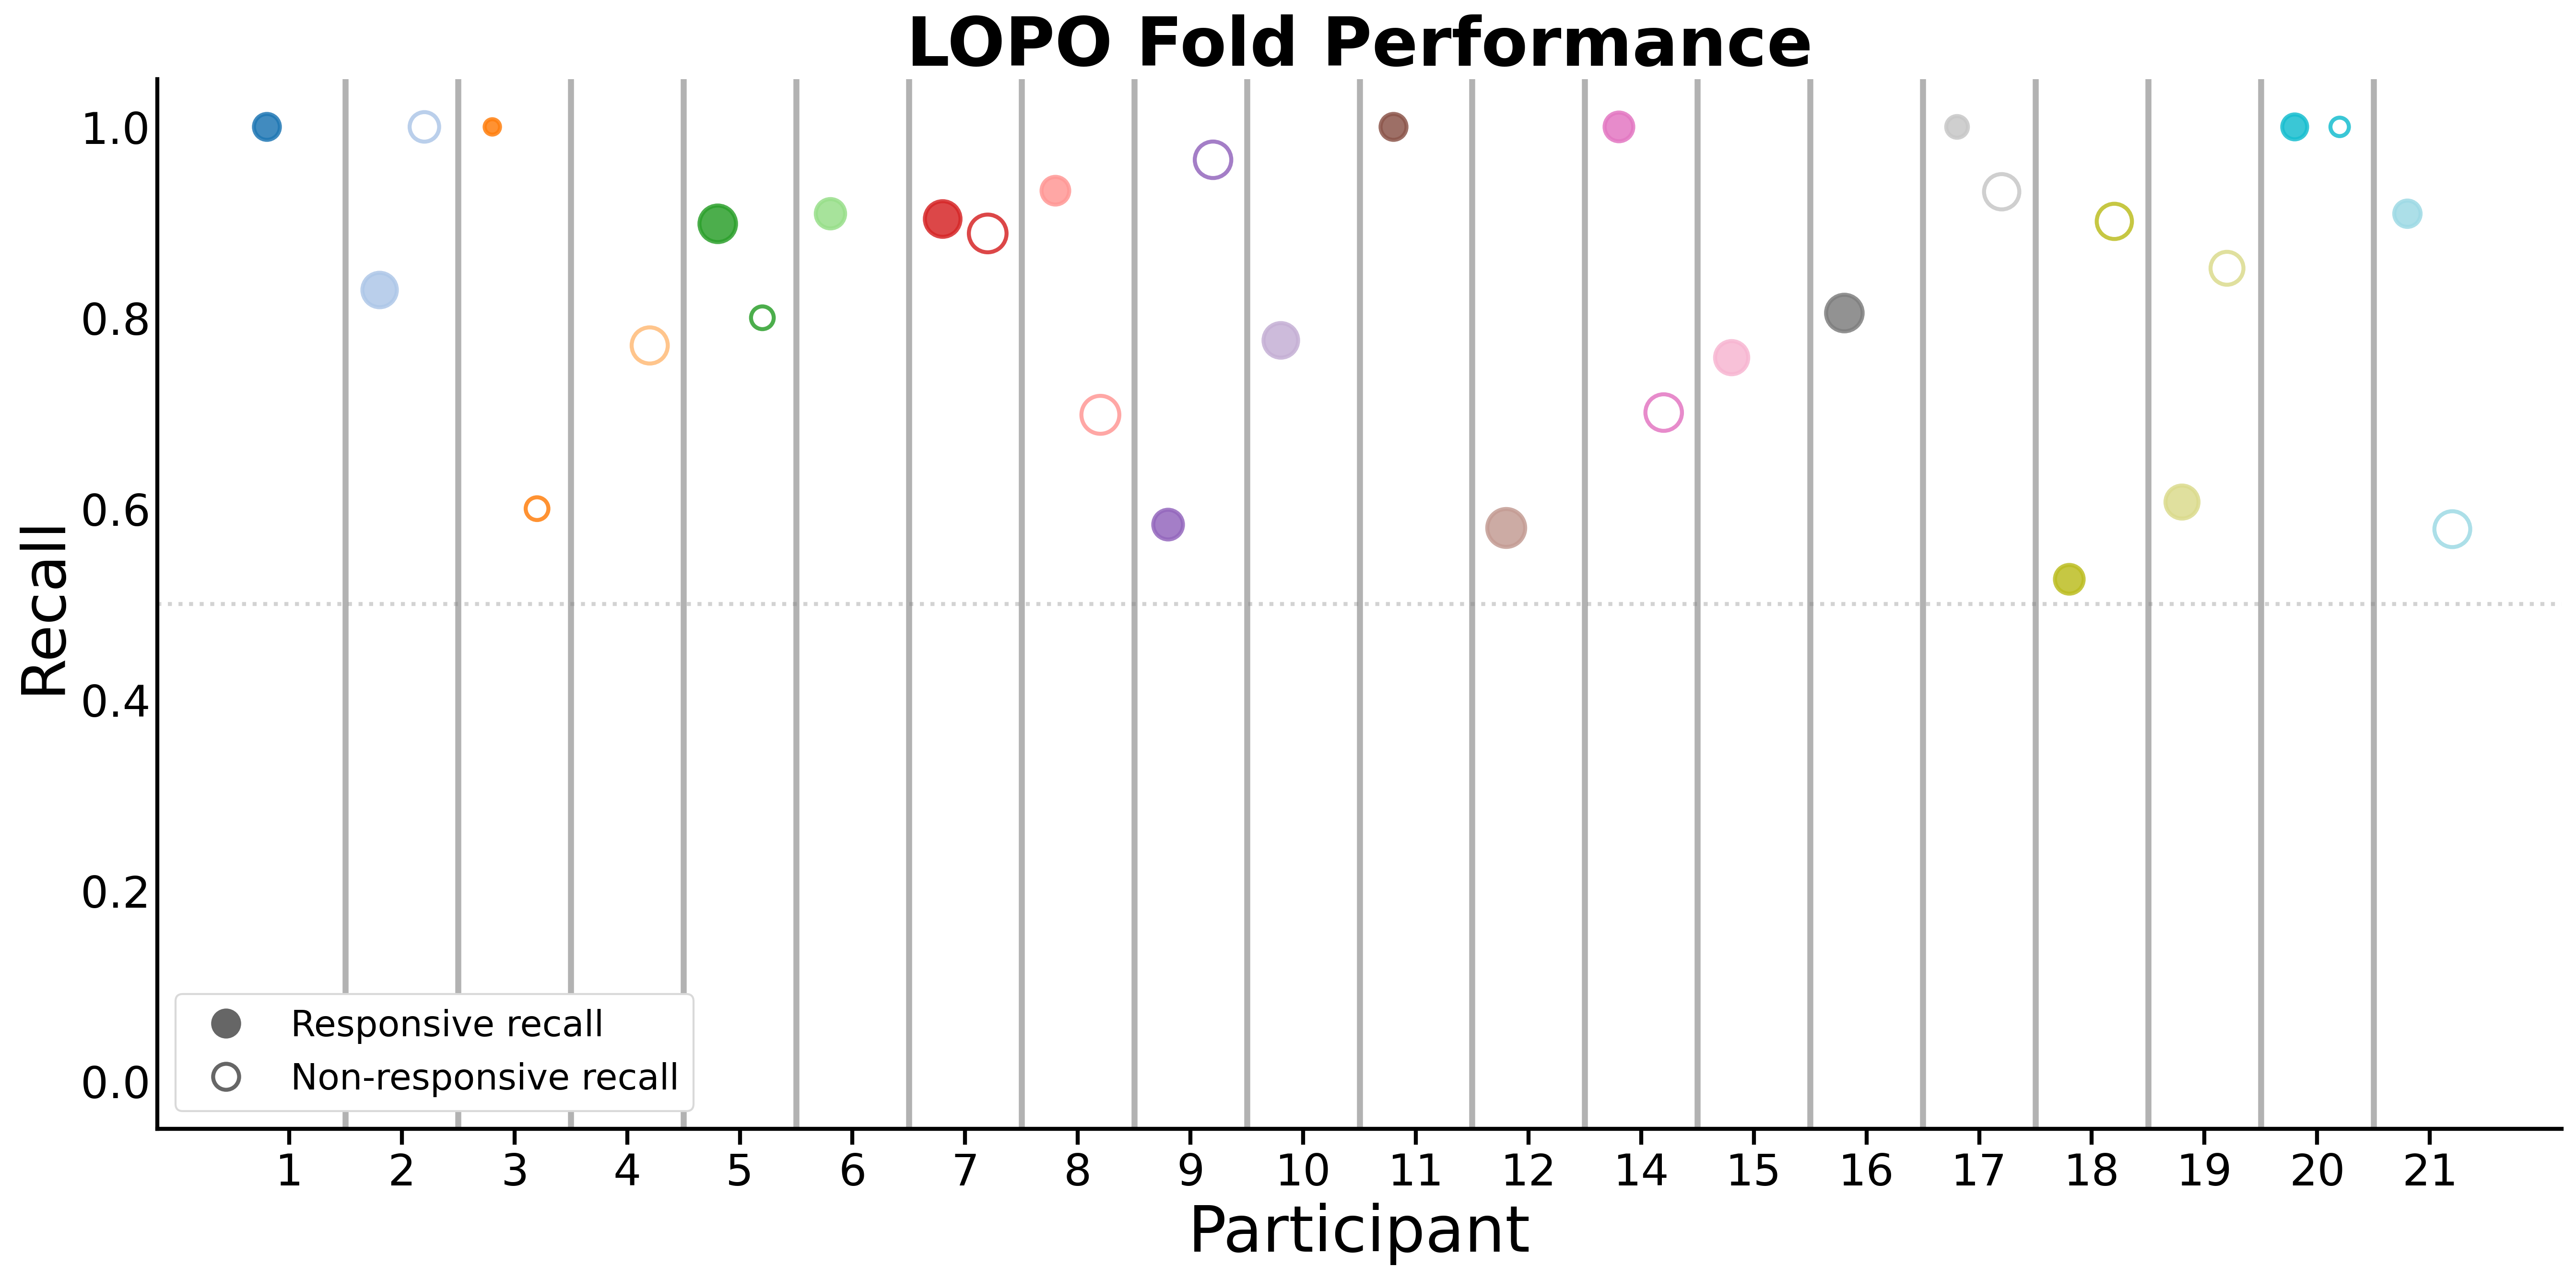 LOPO Fold Performance
1.0
0.8
0.6
0.4
0.2
0.0
Recall
Responsive recall
Non-responsive recall
1 2 3 4 5 6 7 8 9 10 11 12 14 15 16 17 18 19 20 21
Participant